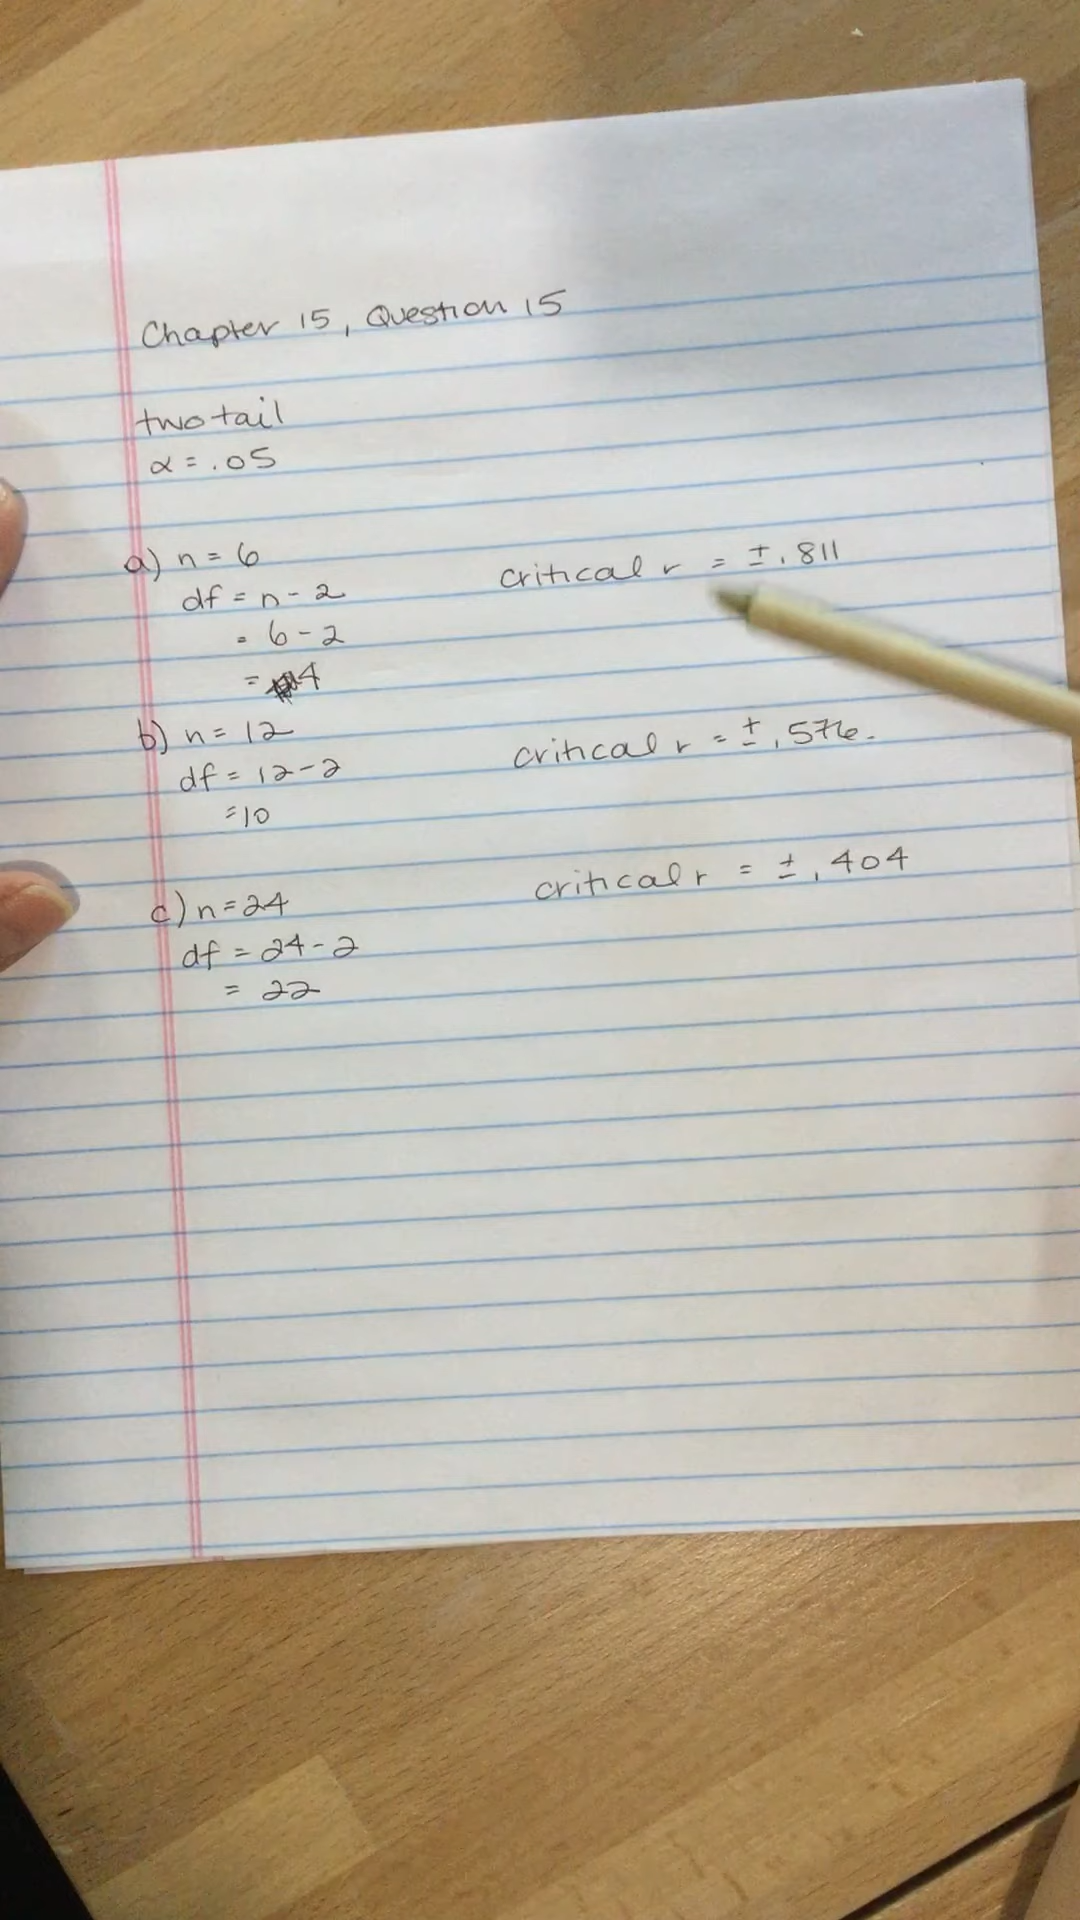 Chapter 15, Question 15
two tail
α = .05
a) n = 6
critical r = ±.811
df = n - 2
= 6 - 2
= 4
b) n = 12
critical r = ±.576.
df = 12 - 2
= 10
c) n = 24
critical r = ±.404
df = 24 - 2
= 22